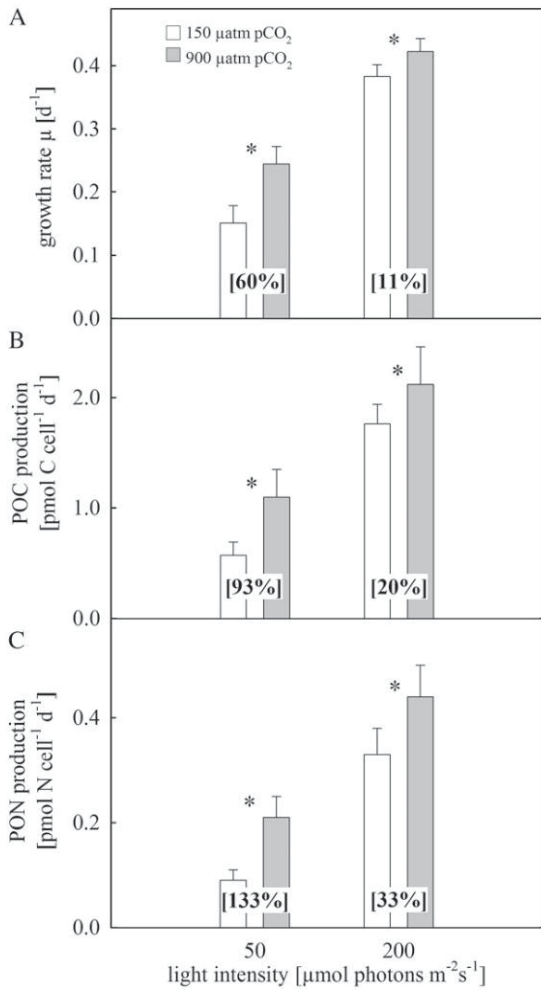 A
150 µatm pCO₂
900 µatm pCO₂
growth rate µ [d⁻¹]
0.4
0.3
0.2
0.1
0.0
*
*
[60%]
[11%]
B
POC production
[pmol C cell⁻¹ d⁻¹]
2.0
1.0
0.0
*
*
[93%]
[20%]
C
PON production
[pmol N cell⁻¹ d⁻¹]
0.4
0.2
0.0
*
*
[133%]
[33%]
50
200
light intensity [µmol photons m⁻²s⁻¹]